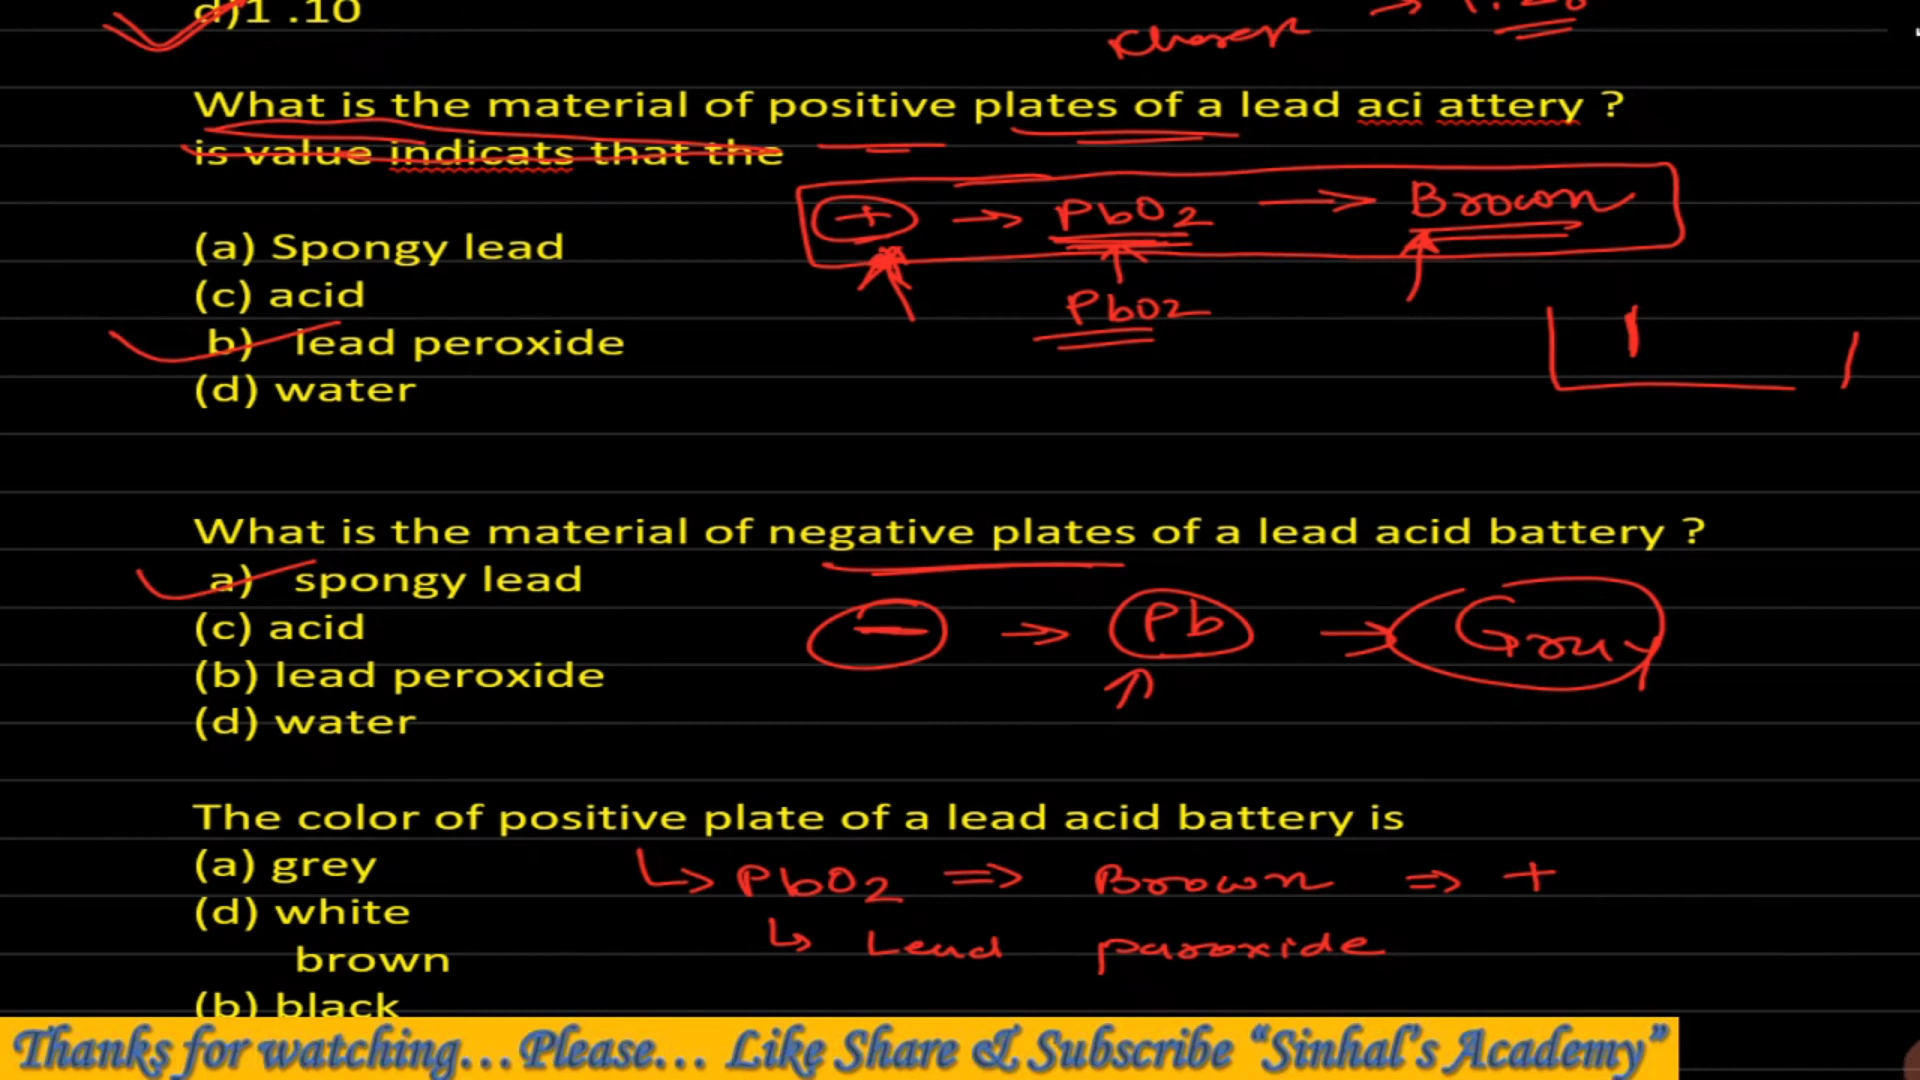 d)1 .10
What is the material of positive plates of a lead aci attery ?
is value indicats that the
+ → PbO2 → Brown
(a) Spongy lead
(c) acid
PbO2
b) lead peroxide
(d) water
What is the material of negative plates of a lead acid battery ?
a) spongy lead
− → Pb → Gray
(c) acid
(b) lead peroxide
(d) water
The color of positive plate of a lead acid battery is
(a) grey
↳ PbO2 ⇒ Brown ⇒ +
(d) white
↳ Lead paroxide
brown
(b) black
Thanks for watching... Please... Like Share & Subscribe “Sinhal’s Academy”